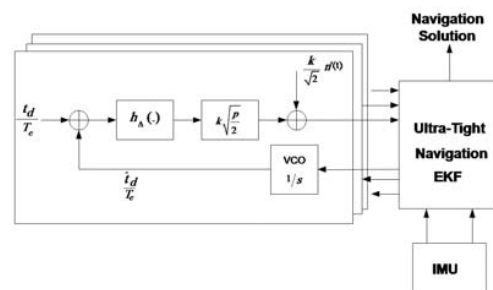 Navigation
Solution
k/√2 n'(t)
t_d/T_c
h_Δ(.)
k√(p/2)
Ultra-Tight
Navigation
EKF
VCO
1/s
t̂_d/T_c
IMU